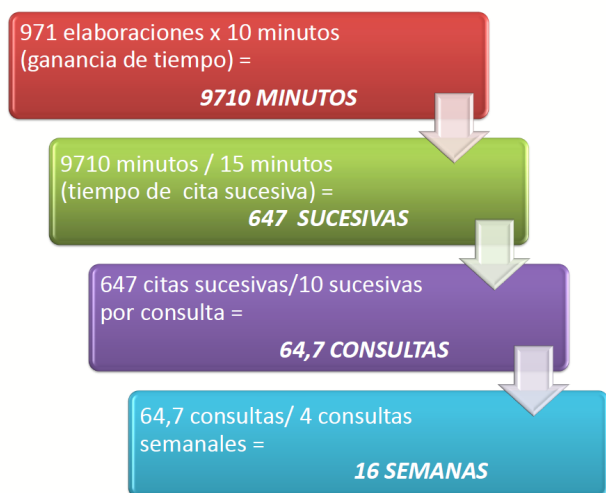 971 elaboraciones x 10 minutos
(ganancia de tiempo) =
9710 MINUTOS
9710 minutos / 15 minutos
(tiempo de cita sucesiva) =
647 SUCESIVAS
647 citas sucesivas/10 sucesivas
por consulta =
64,7 CONSULTAS
64,7 consultas/ 4 consultas
semanales =
16 SEMANAS